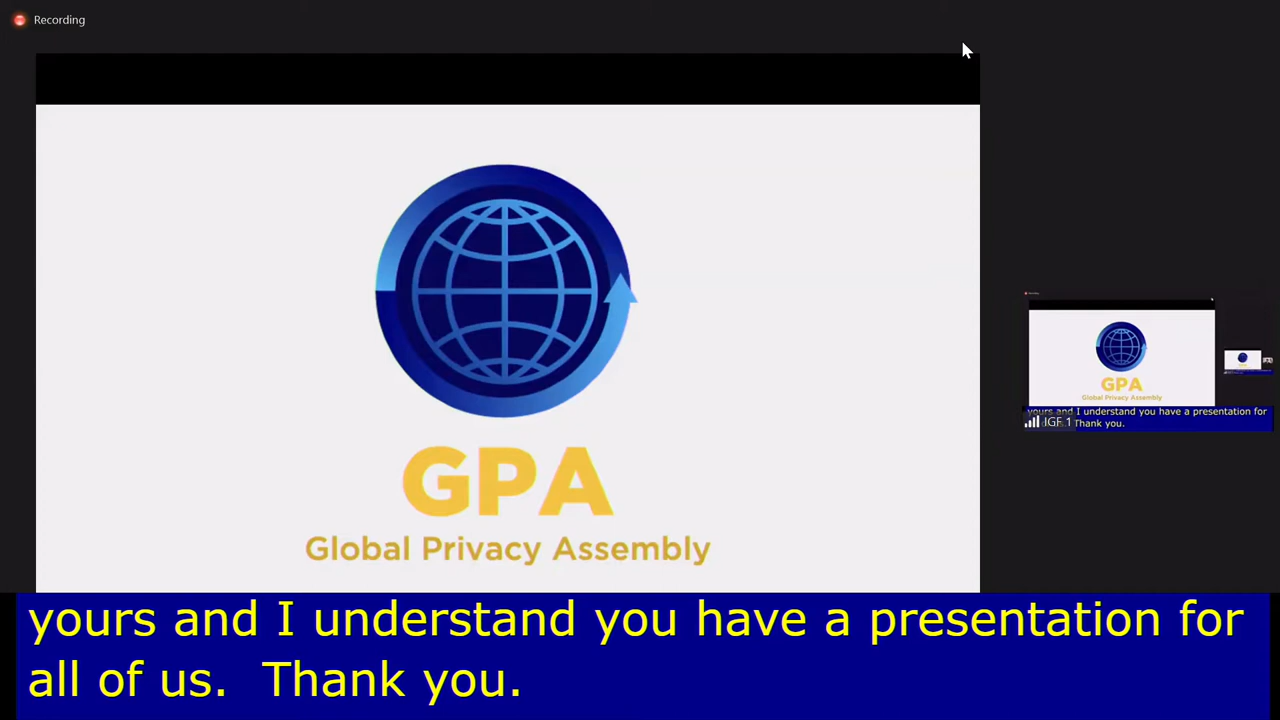 Recording
GPA
Global Privacy Assembly
GPA
Global Privacy Assembly
yours and I understand you have a presentation for
Thank you.
IGF 1
yours and I understand you have a presentation for
all of us.  Thank you.